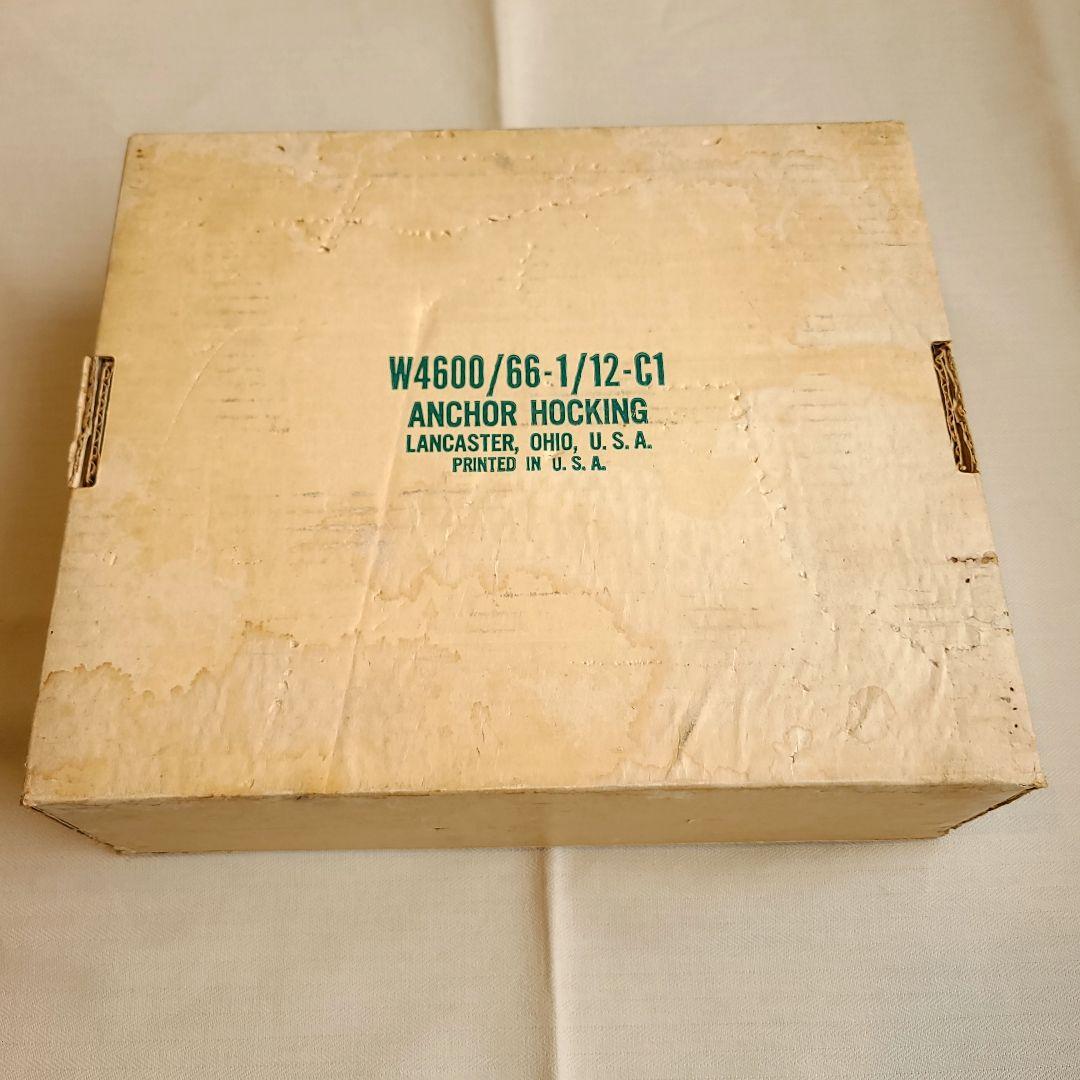 W4600/66-1/12-C1
ANCHOR HOCKING
LANCASTER, OHIO, U. S. A.
PRINTED IN U. S. A.